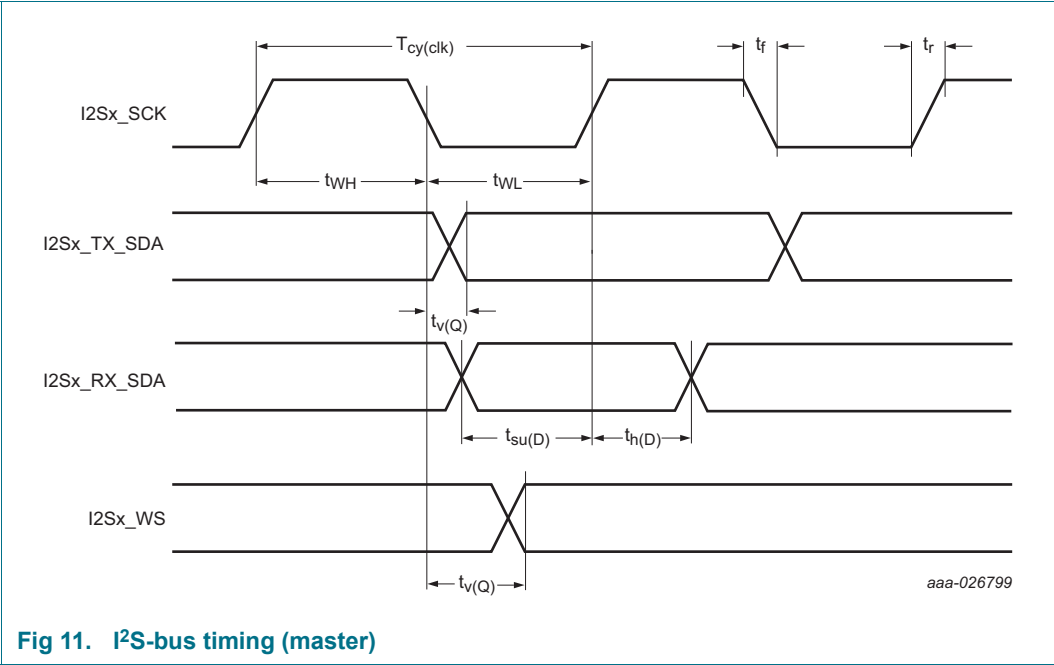 Tcy(clk)
tf
tr
I2Sx_SCK
tWH
tWL
I2Sx_TX_SDA
tv(Q)
I2Sx_RX_SDA
tsu(D)
th(D)
I2Sx_WS
tv(Q)
aaa-026799
Fig 11. I2S-bus timing (master)